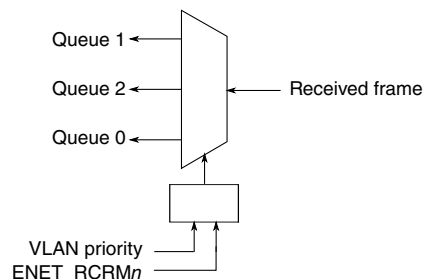 Queue 1
Queue 2
Received frame
Queue 0
VLAN priority
ENET_RCRMn